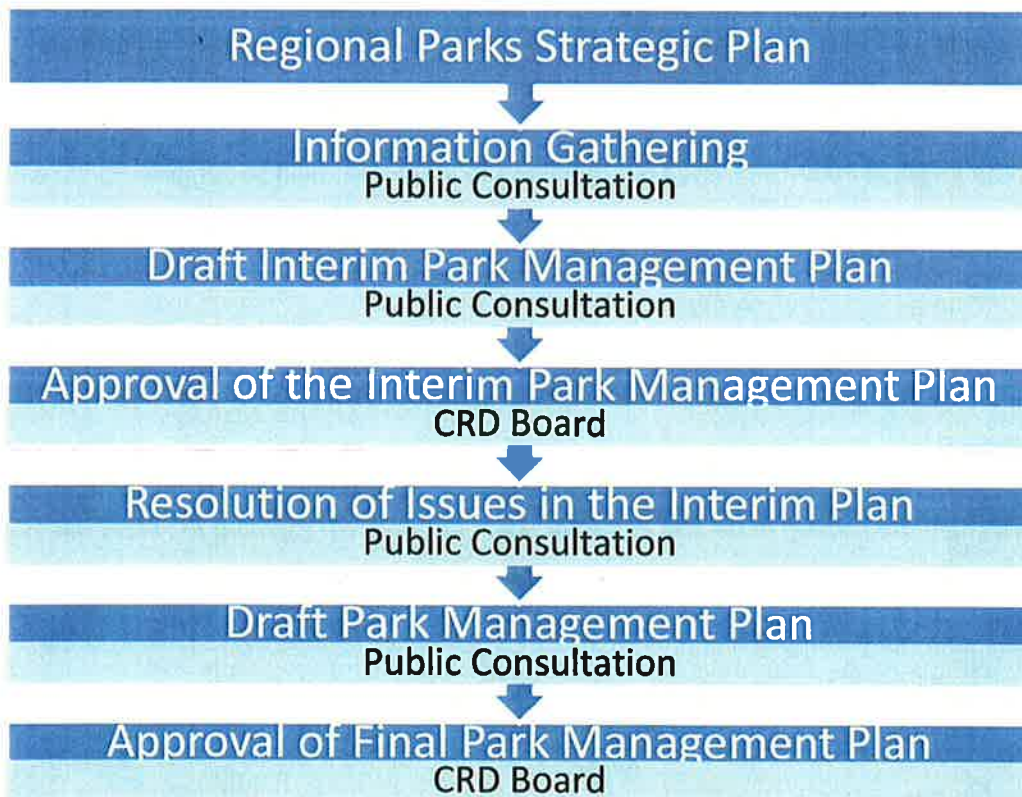 Regional Parks Strategic Plan
Information Gathering
Public Consultation
Draft Interim Park Management Plan
Public Consultation
Approval of the Interim Park Management Plan
CRD Board
Resolution of Issues in the Interim Plan
Public Consultation
Draft Park Management Plan
Public Consultation
Approval of Final Park Management Plan
CRD Board